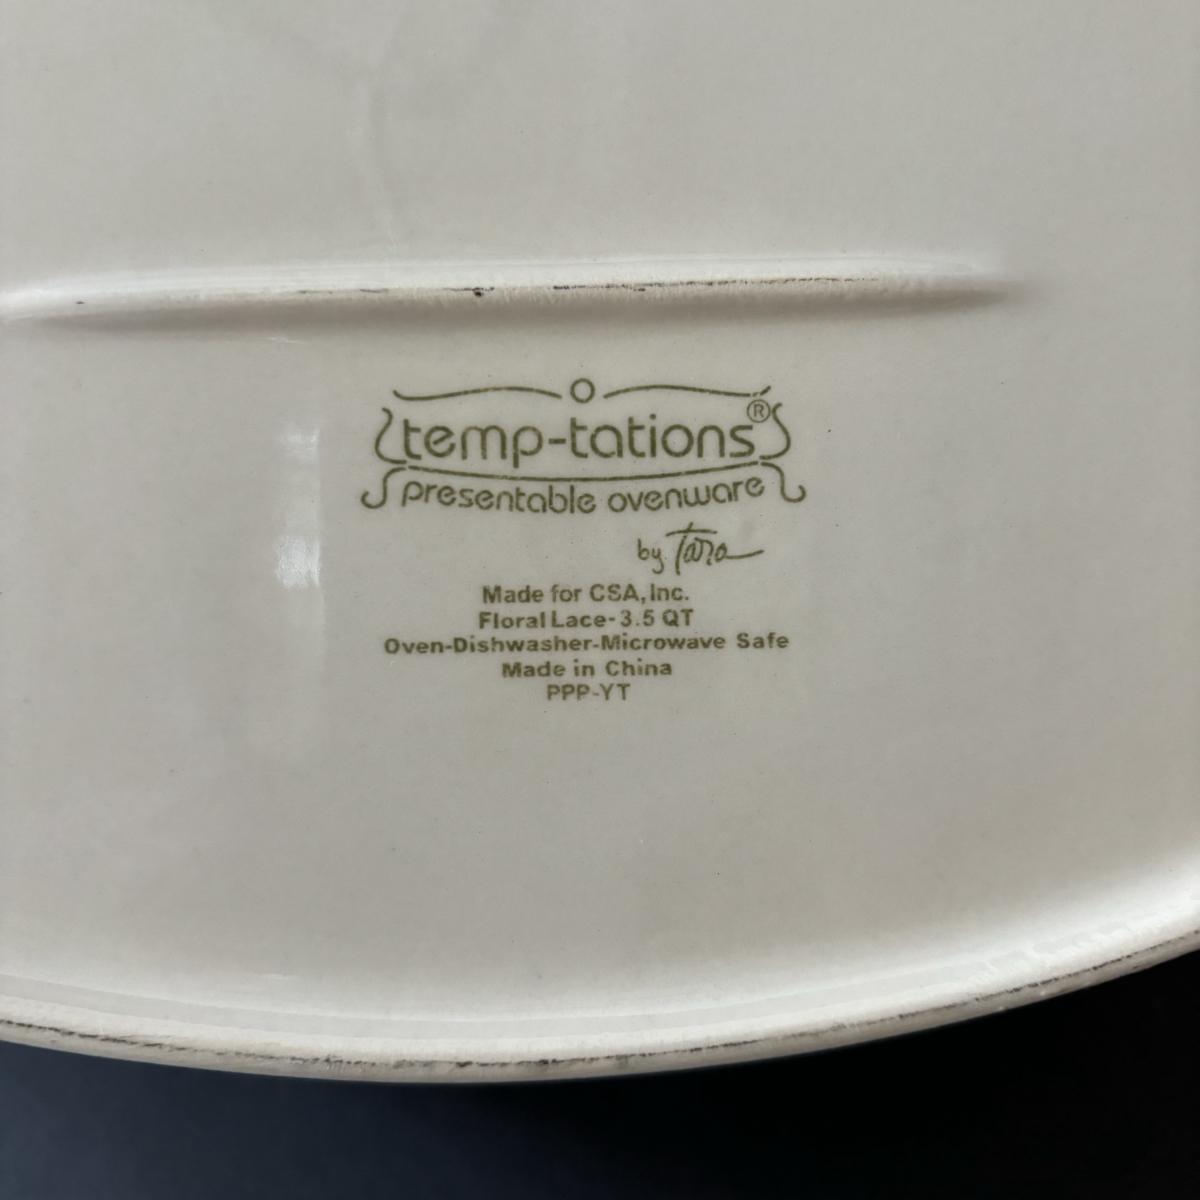 temp-tations®
presentable ovenware
by Tara
Made for CSA, Inc.
Floral Lace- 3.5 QT
Oven-Dishwasher-Microwave Safe
Made in China
PPP-YT